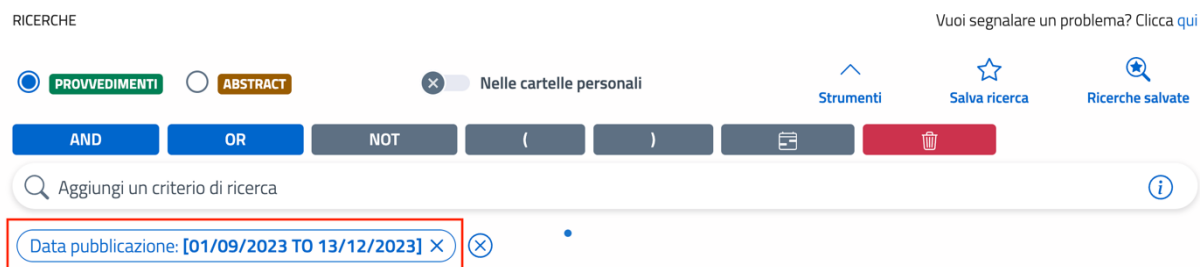 RICERCHE
Vuoi segnalare un problema? Clicca qui
PROVVEDIMENTI
ABSTRACT
Nelle cartelle personali
Strumenti
Salva ricerca
Ricerche salvate
AND
OR
NOT
(
)
Aggiungi un criterio di ricerca
Data pubblicazione: [01/09/2023 TO 13/12/2023]